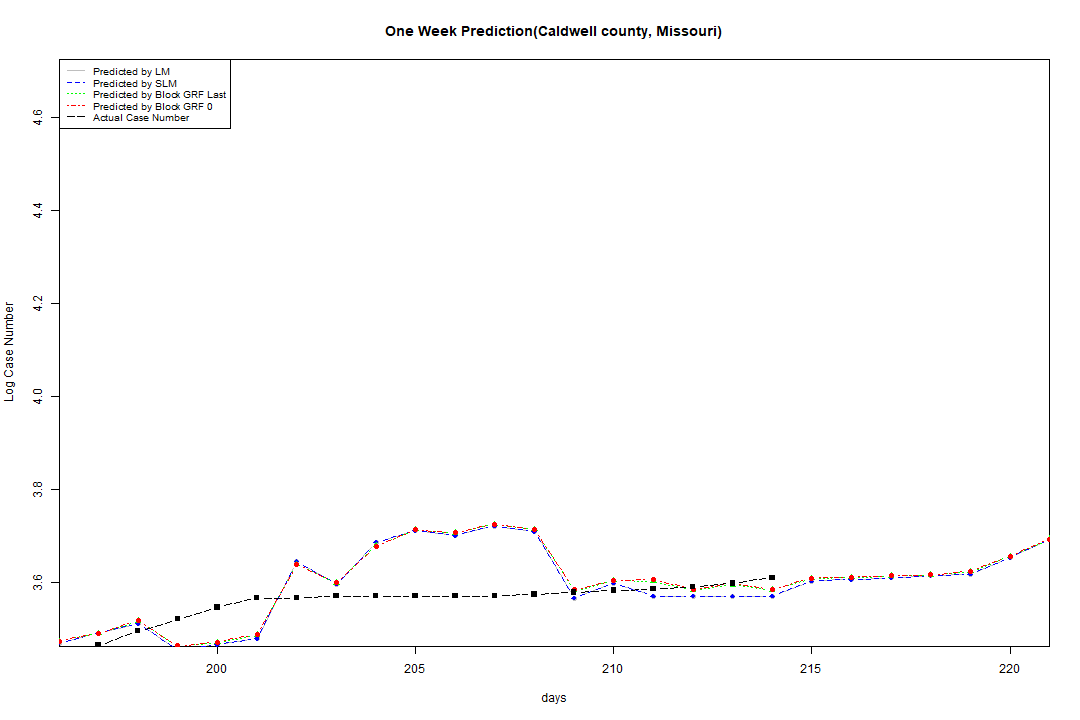 One Week Prediction(Caldwell county, Missouri)
Predicted by LM
Predicted by SLM
Predicted by Block GRF Last
Predicted by Block GRF 0
Actual Case Number
4.6
4.4
4.2
4.0
3.8
3.6
Log Case Number
200 205 210 215 220
days